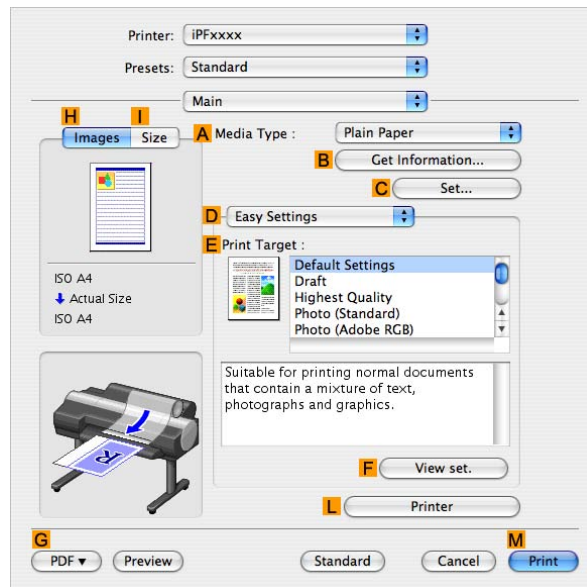 Printer: iPFxxxx
Presets: Standard
Main
H I
Images Size
A Media Type : Plain Paper
B Get Information...
C Set...
D Easy Settings
E Print Target :
Default Settings
Draft
Highest Quality
Photo (Standard)
Photo (Adobe RGB)
ISO A4
Actual Size
ISO A4
Suitable for printing normal documents
that contain a mixture of text,
photographs and graphics.
F View set.
L Printer
G M
PDF▼ Preview Standard Cancel Print